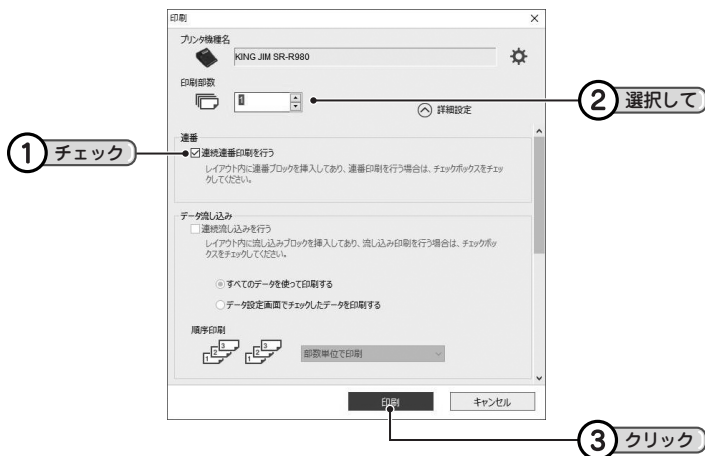 印刷
プリンタ機種名
KING JIM SR-R980
印刷部数
1
② 選択して
詳細設定
連番
① チェック
連続連番印刷を行う
レイアウト内に連番ブロックを挿入してあり、連番印刷を行う場合は、チェックボックスをチェッ
クしてください。
データ流し込み
連続流し込みを行う
レイアウト内に流し込みブロックを挿入してあり、流し込み印刷を行う場合は、チェックボッ
クスをチェックしてください。
すべてのデータを使って印刷する
データ設定画面でチェックしたデータを印刷する
順序印刷
1 2 3 1 2 3
部数単位で印刷
印刷 キャンセル
③ クリック